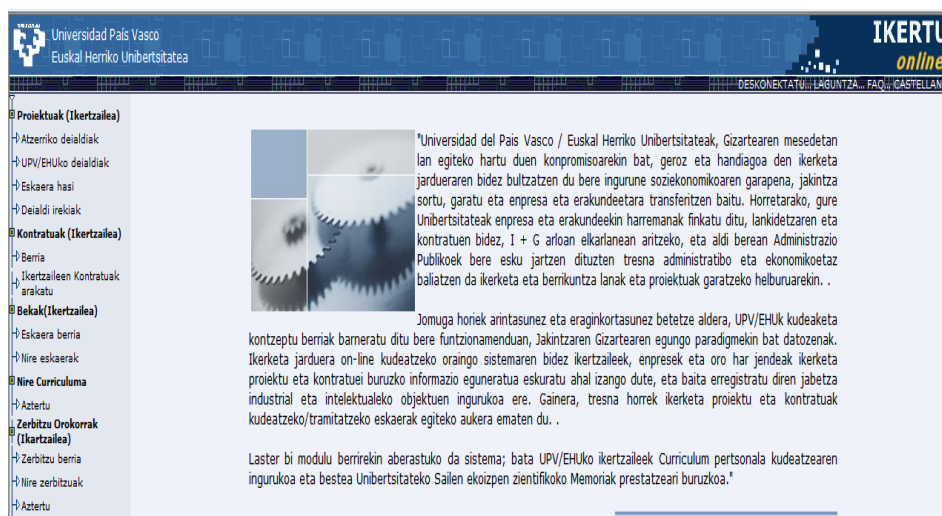 Universidad País Vasco
Euskal Herriko Unibertsitatea
IKERTU
online
DESKONEKTATU... LAGUNTZA... FAQ... CASTELLAN
Proiektuak (Ikertzailea)
Atzerriko deialdiak
UPV/EHUko deialdiak
Eskaera hasi
Deialdi irekiak
Kontratuak (Ikertzailea)
Berria
Ikertzaileen Kontratuak
arakatu
Bekak(Ikertzailea)
Eskaera berria
Nire eskaerak
Nire Curriculuma
Aztertu
Zerbitzu Orokorrak
(Ikartzailea)
Zerbitzu berria
Nire zerbitzuak
Aztertu
"Universidad del Pais Vasco / Euskal Herriko Unibertsitateak, Gizartearen mesedetan
lan egiteko hartu duen konpromisoarekin bat, geroz eta handiagoa den ikerketa
jardueraren bidez bultzatzen du bere ingurune soziekonomikoaren garapena, jakintza
sortu, garatu eta enpresa eta erakundeetara transferitzen baitu. Horretarako, gure
Unibertsitateak enpresa eta erakundeekin harremanak finkatu ditu, lankidetzaren eta
kontratuen bidez, I + G arloan elkarlanean aritzeko, eta aldi berean Administrazio
Publikoek bere esku jartzen dituzten tresna administratibo eta ekonomikoetaz
baliatzen da ikerketa eta berrikuntza lanak eta proiektuak garatzeko helburuarekin. .
Jomuga horiek arintasunez eta eraginkortasunez betetze aldera, UPV/EHUk kudeaketa
kontzeptu berriak barneratu ditu bere funtzionamenduan, Jakintzaren Gizartearen egungo paradigmekin bat datozenak.
Ikerketa jarduera on-line kudeatzeko oraingo sistemaren bidez ikertzaileek, enpresek eta oro har jendeak ikerketa
proiektu eta kontratuei buruzko informazio eguneratua eskuratu ahal izango dute, eta baita erregistratu diren jabetza
industrial eta intelektualeko objektuen ingurukoa ere. Gainera, tresna horrek ikerketa proiektu eta kontratuak
kudeatzeko/tramitatzeko eskaerak egiteko aukera ematen du. .
Laster bi modulu berrirekin aberastuko da sistema; bata UPV/EHUko ikertzaileek Curriculum pertsonala kudeatzearen
ingurukoa eta bestea Unibertsitateko Sailen ekoizpen zientifikoko Memoriak prestatzeari buruzkoa."